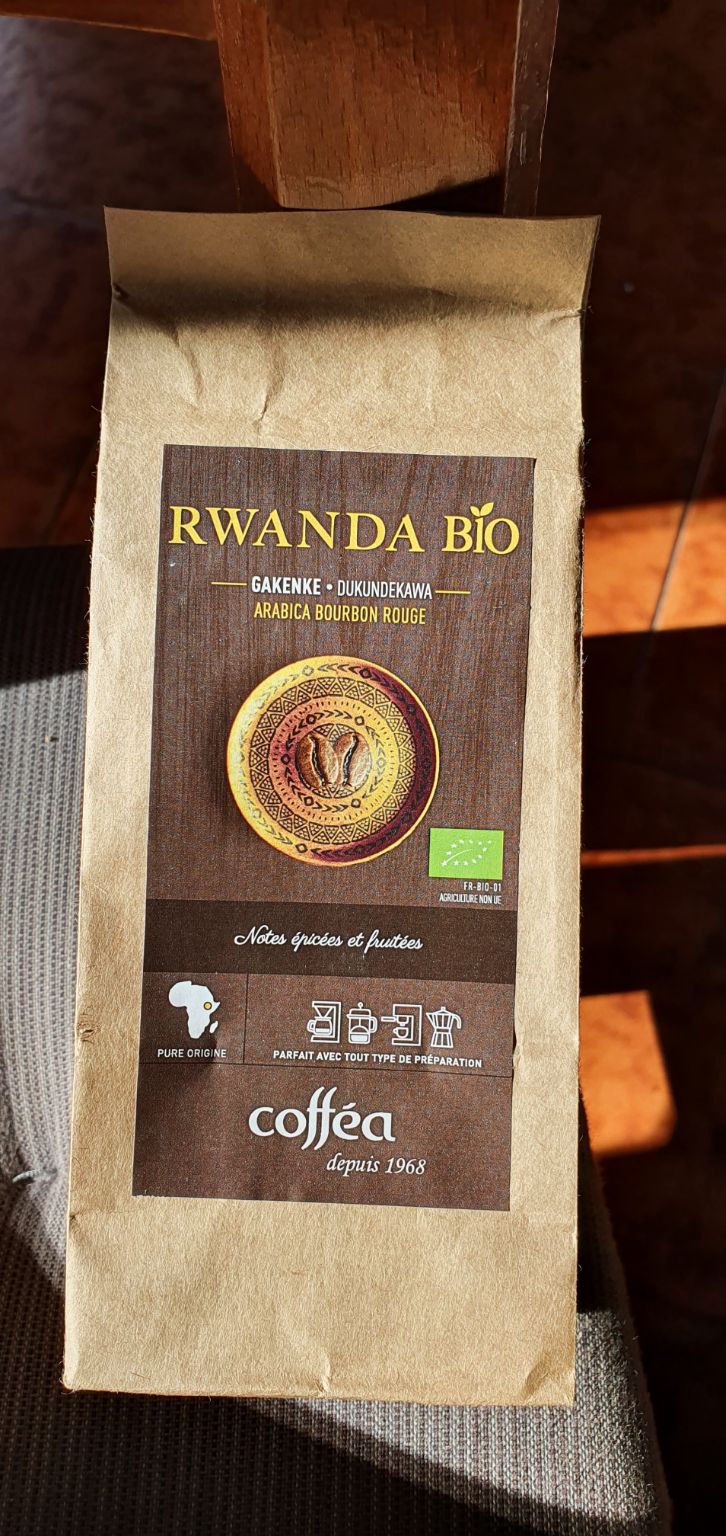 RWANDA BIO
GAKENKE • DUKUNDEKAWA
ARABICA BOURBON ROUGE
FR-BIO-01
AGRICULTURE NON UE
Notes épicées et fruitées
PURE ORIGINE
PARFAIT AVEC TOUT TYPE DE PRÉPARATION
cofféa
depuis 1968